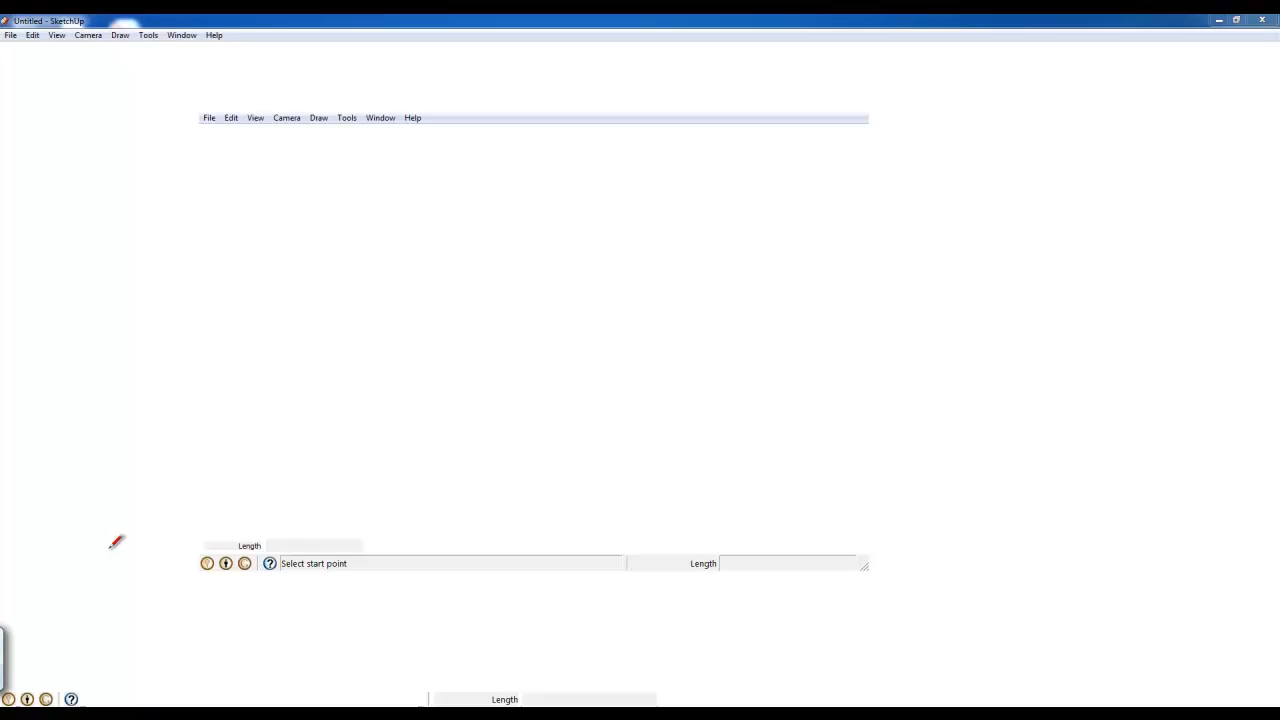 Untitled - SketchUp
File Edit View Camera Draw Tools Window Help
File Edit View Camera Draw Tools Window Help
Length
Select start point Length
Length